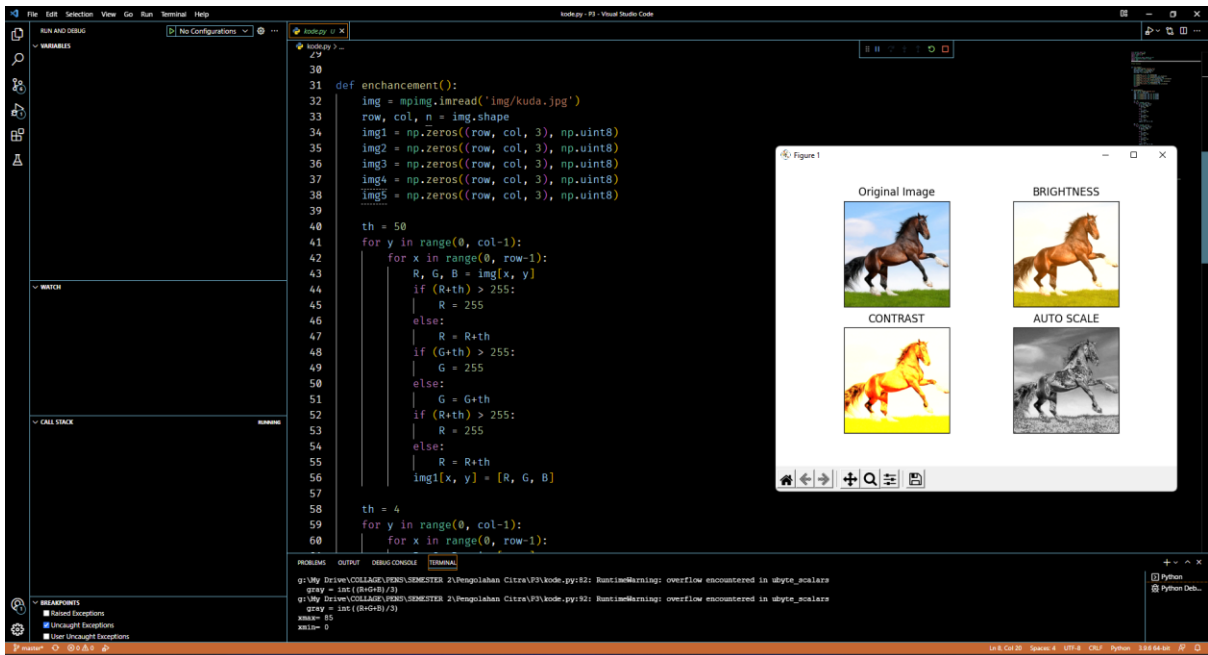 File Edit Selection View Go Run Terminal Help
kode.py - P3 - Visual Studio Code
RUN AND DEBUG
No Configurations
VARIABLES
WATCH
CALL STACK
RUNNING
BREAKPOINTS
Raised Exceptions
Uncaught Exceptions
User Uncaught Exceptions
kode.py U
kode.py > ...
29
30
31 def enchancement():
32 img = mpimg.imread('img/kuda.jpg')
33 row, col, n = img.shape
34 img1 = np.zeros((row, col, 3), np.uint8)
35 img2 = np.zeros((row, col, 3), np.uint8)
36 img3 = np.zeros((row, col, 3), np.uint8)
37 img4 = np.zeros((row, col, 3), np.uint8)
38 img5 = np.zeros((row, col, 3), np.uint8)
39
40 th = 50
41 for y in range(0, col-1):
42 for x in range(0, row-1):
43 R, G, B = img[x, y]
44 if (R+th) > 255:
45 R = 255
46 else:
47 R = R+th
48 if (G+th) > 255:
49 G = 255
50 else:
51 G = G+th
52 if (R+th) > 255:
53 R = 255
54 else:
55 R = R+th
56 img1[x, y] = [R, G, B]
57
58 th = 4
59 for y in range(0, col-1):
60 for x in range(0, row-1):
Figure 1
Original Image
BRIGHTNESS
CONTRAST
AUTO SCALE
PROBLEMS OUTPUT DEBUG CONSOLE TERMINAL
g:\My Drive\COLLAGE\PENS\SEMESTER 2\Pengolahan Citra\P3\kode.py:82: RuntimeWarning: overflow encountered in ubyte_scalars
gray = int((R+G+B)/3)
g:\My Drive\COLLAGE\PENS\SEMESTER 2\Pengolahan Citra\P3\kode.py:92: RuntimeWarning: overflow encountered in ubyte_scalars
gray = int((R+G+B)/3)
xmax= 85
xmin= 0
Python
Python Deb...
master* 0 0 0
Ln 8, Col 20 Spaces: 4 UTF-8 CRLF Python 3.9.6 64-bit